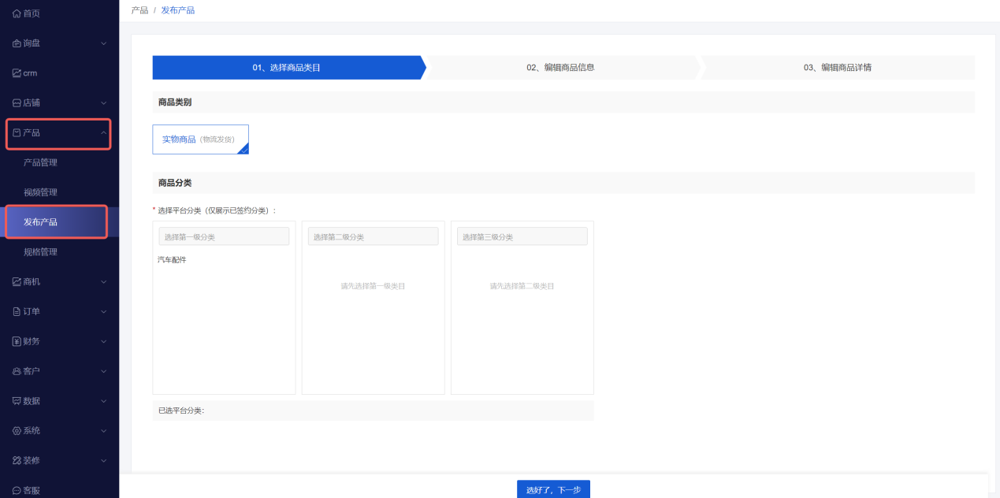 首页
询盘
crm
店铺
产品
产品管理
视频管理
发布产品
规格管理
商机
订单
财务
客户
数据
系统
装修
客服
产品 / 发布产品
01、选择商品类目
02、编辑商品信息
03、编辑商品详情
商品类别
实物商品 (物流发货)
商品分类
* 选择平台分类（仅展示已签约分类）:
选择第一级分类
选择第二级分类
选择第三级分类
汽车配件
请先选择第一级类目
请先选择第二级类目
已选平台分类:
选好了，下一步